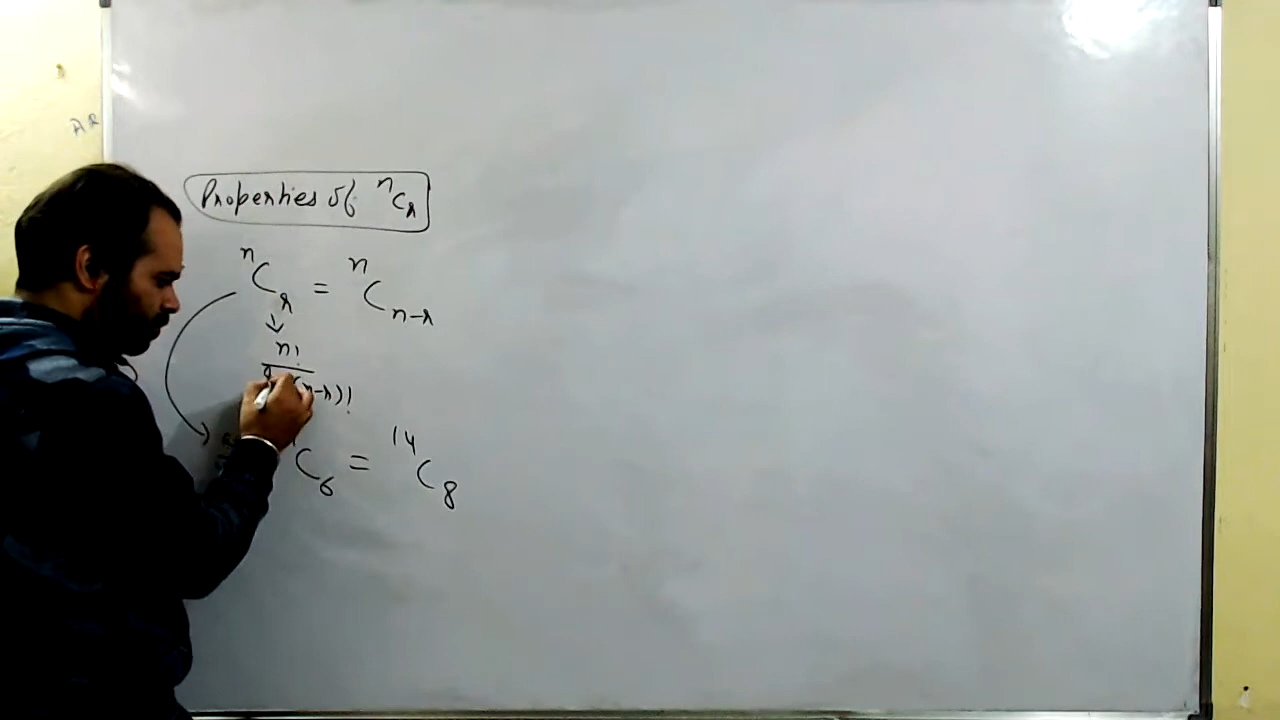 Properties of ⁿCᵣ
ⁿCᵣ = ⁿCₙ₋ᵣ
↓
n!
(n-r)!
C₆ = ¹⁴C₈